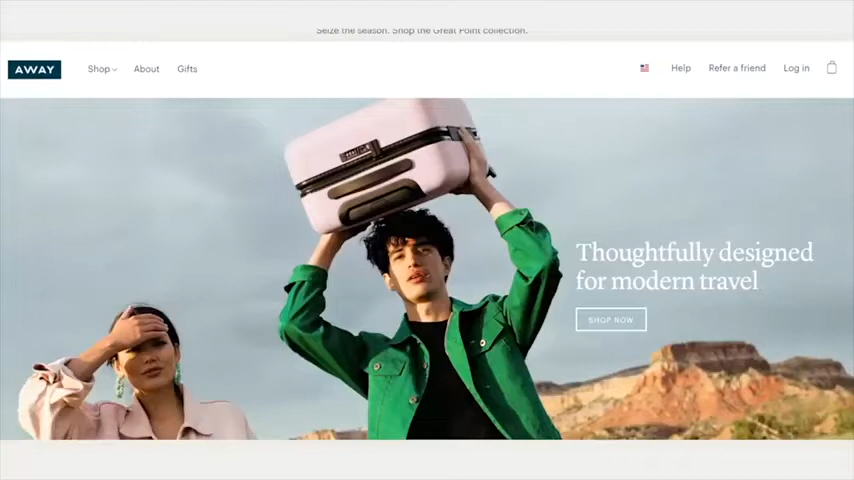 Seize the season. Shop the Great Point collection.
AWAY
Shop
About
Gifts
Help
Refer a friend
Log in
Thoughtfully designed
for modern travel
SHOP NOW